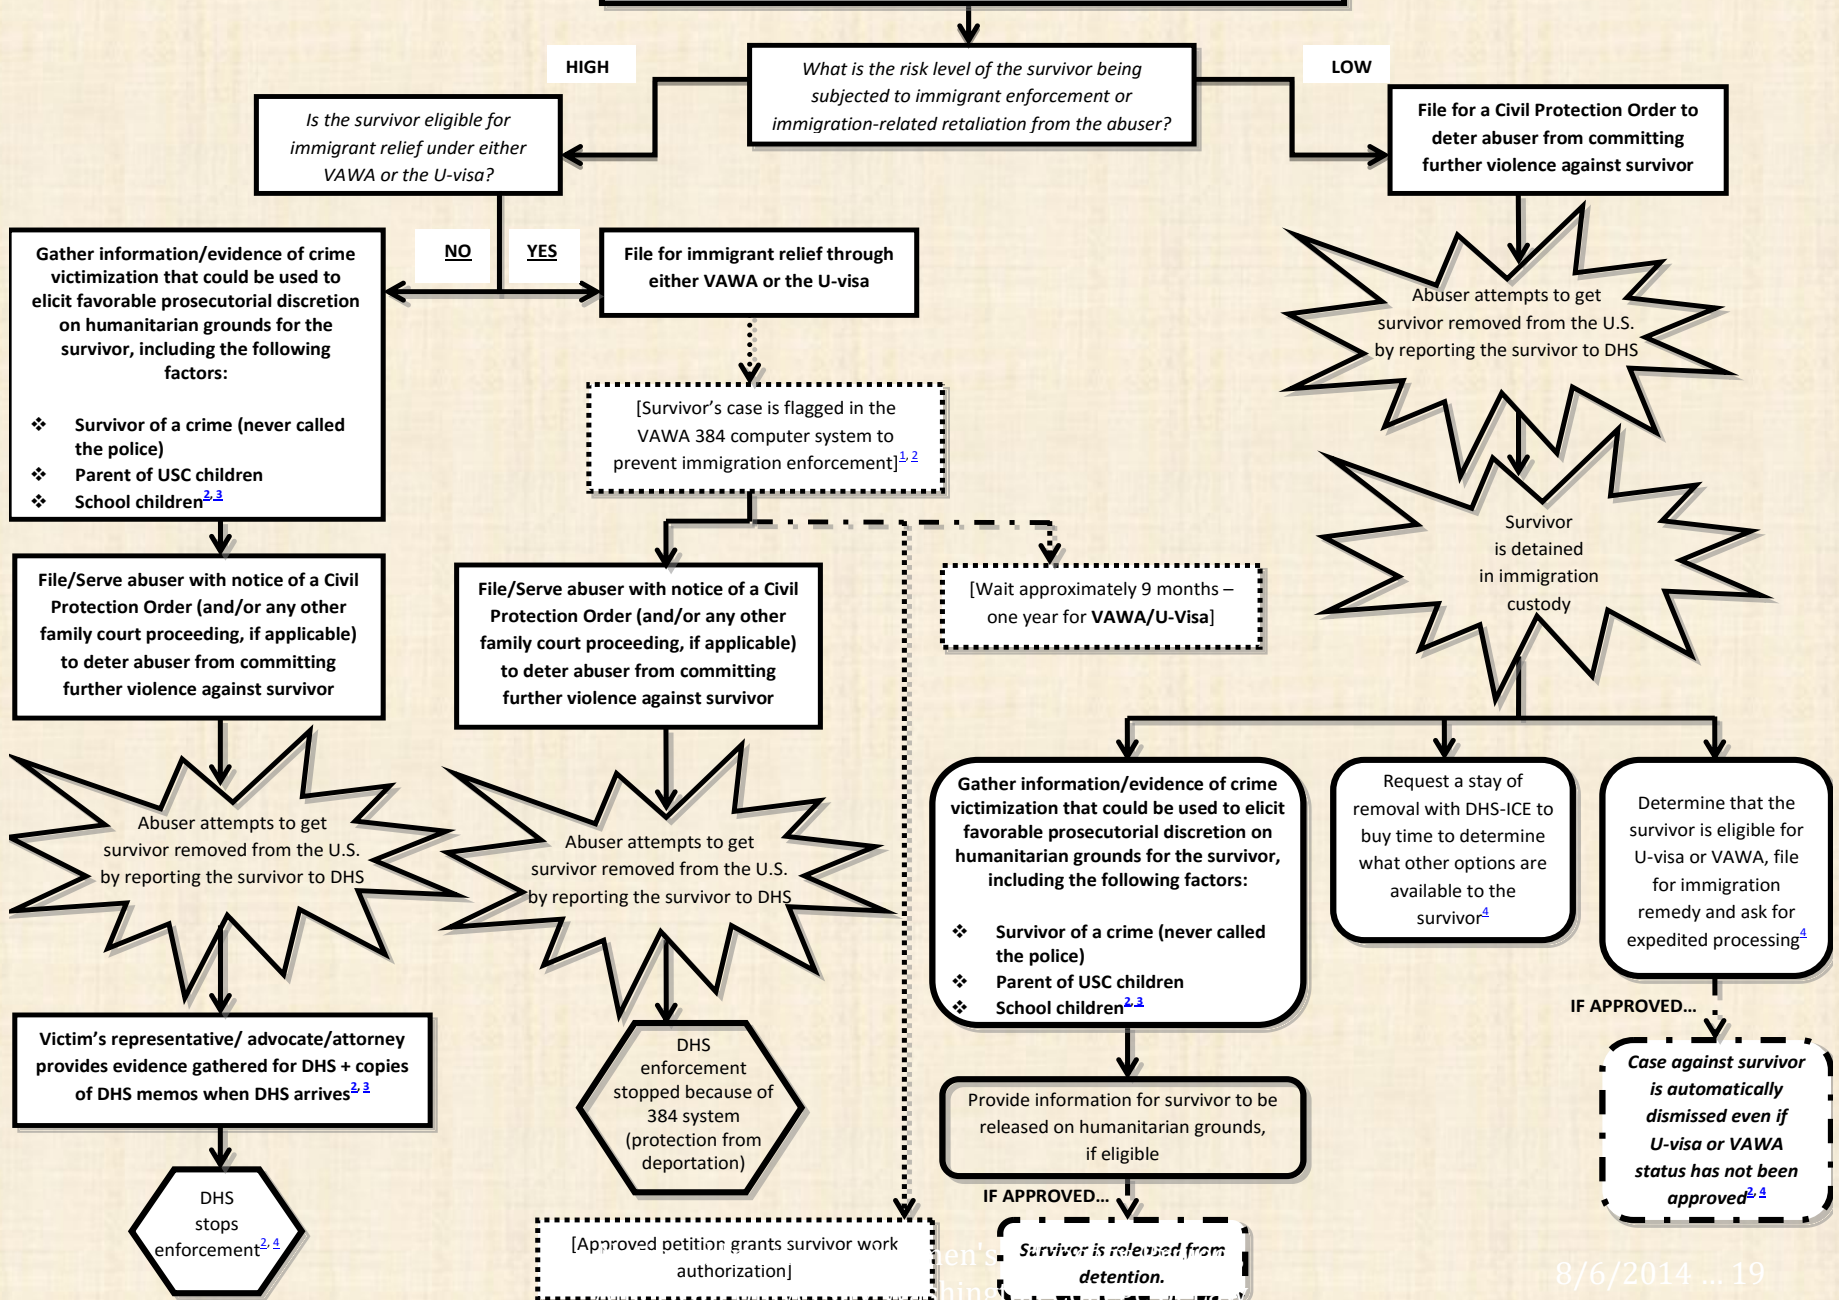 HIGH
What is the risk level of the survivor being
subjected to immigrant enforcement or
immigration-related retaliation from the abuser?
LOW
Is the survivor eligible for
immigrant relief under either
VAWA or the U-visa?
File for a Civil Protection Order to
deter abuser from committing
further violence against survivor
Gather information/evidence of crime
victimization that could be used to
elicit favorable prosecutorial discretion
on humanitarian grounds for the
survivor, including the following
factors:
❖ Survivor of a crime (never called
the police)
❖ Parent of USC children
❖ School children2, 3
NO
YES
File for immigrant relief through
either VAWA or the U-visa
Abuser attempts to get
survivor removed from the U.S.
by reporting the survivor to DHS
[Survivor’s case is flagged in the
VAWA 384 computer system to
prevent immigration enforcement]1, 2
Survivor
is detained
in immigration
custody
File/Serve abuser with notice of a Civil
Protection Order (and/or any other
family court proceeding, if applicable)
to deter abuser from committing
further violence against survivor
File/Serve abuser with notice of a Civil
Protection Order (and/or any other
family court proceeding, if applicable)
to deter abuser from committing
further violence against survivor
[Wait approximately 9 months –
one year for VAWA/U-Visa]
Abuser attempts to get
survivor removed from the U.S.
by reporting the survivor to DHS
Abuser attempts to get
survivor removed from the U.S.
by reporting the survivor to DHS
Gather information/evidence of crime
victimization that could be used to elicit
favorable prosecutorial discretion on
humanitarian grounds for the survivor,
including the following factors:
❖ Survivor of a crime (never called
the police)
❖ Parent of USC children
❖ School children2, 3
Request a stay of
removal with DHS-ICE to
buy time to determine
what other options are
available to the
survivor4
Determine that the
survivor is eligible for
U-visa or VAWA, file
for immigration
remedy and ask for
expedited processing4
Victim’s representative/ advocate/attorney
provides evidence gathered for DHS + copies
of DHS memos when DHS arrives2, 3
DHS
enforcement
stopped because of
384 system
(protection from
deportation)
Provide information for survivor to be
released on humanitarian grounds,
if eligible
IF APPROVED…
Case against survivor
is automatically
dismissed even if
U-visa or VAWA
status has not been
approved2, 4
DHS
stops
enforcement2, 4
IF APPROVED…
[Approved petition grants survivor work
authorization]
Survivor is released from
detention.
8/6/2014 ... 19